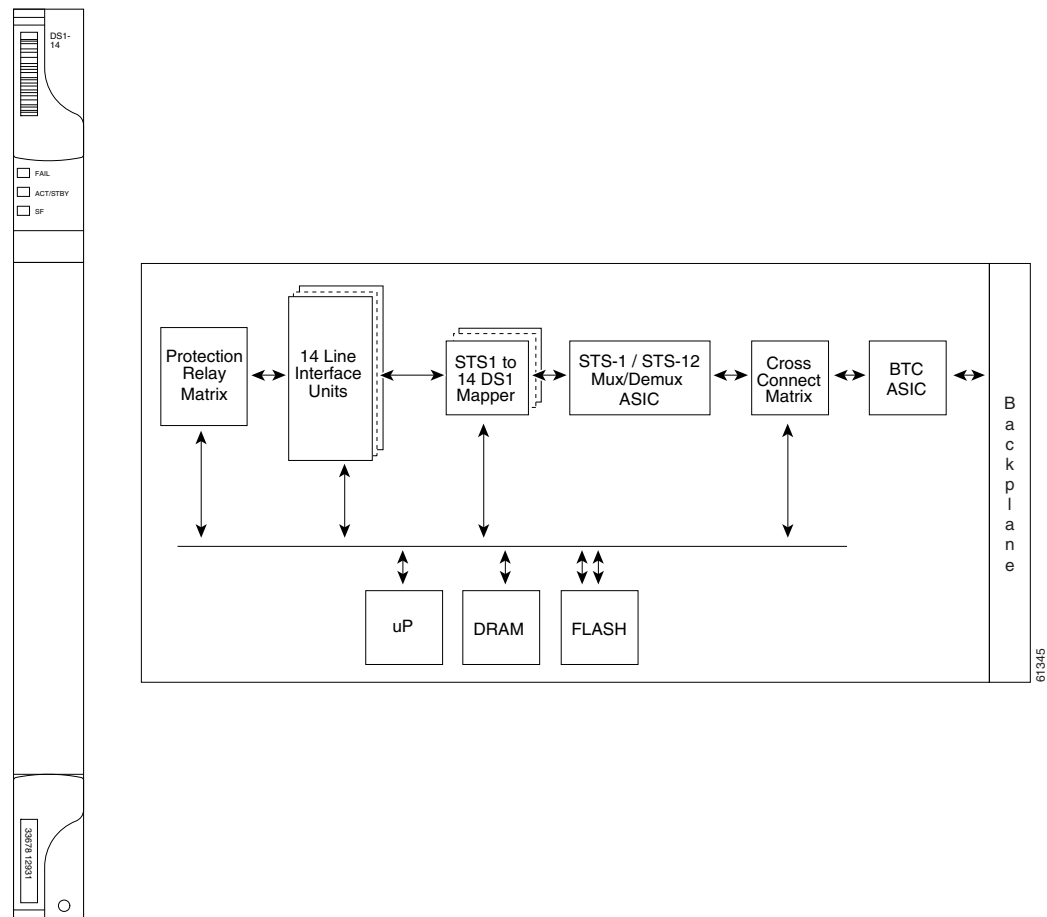 DS1-
14
FAIL
ACT/STBY
SF
Protection
Relay
Matrix
14 Line
Interface
Units
STS1 to
14 DS1
Mapper
STS-1 / STS-12
Mux/Demux
ASIC
Cross
Connect
Matrix
BTC
ASIC
Backplane
uP
DRAM
FLASH
61345
33678 12931